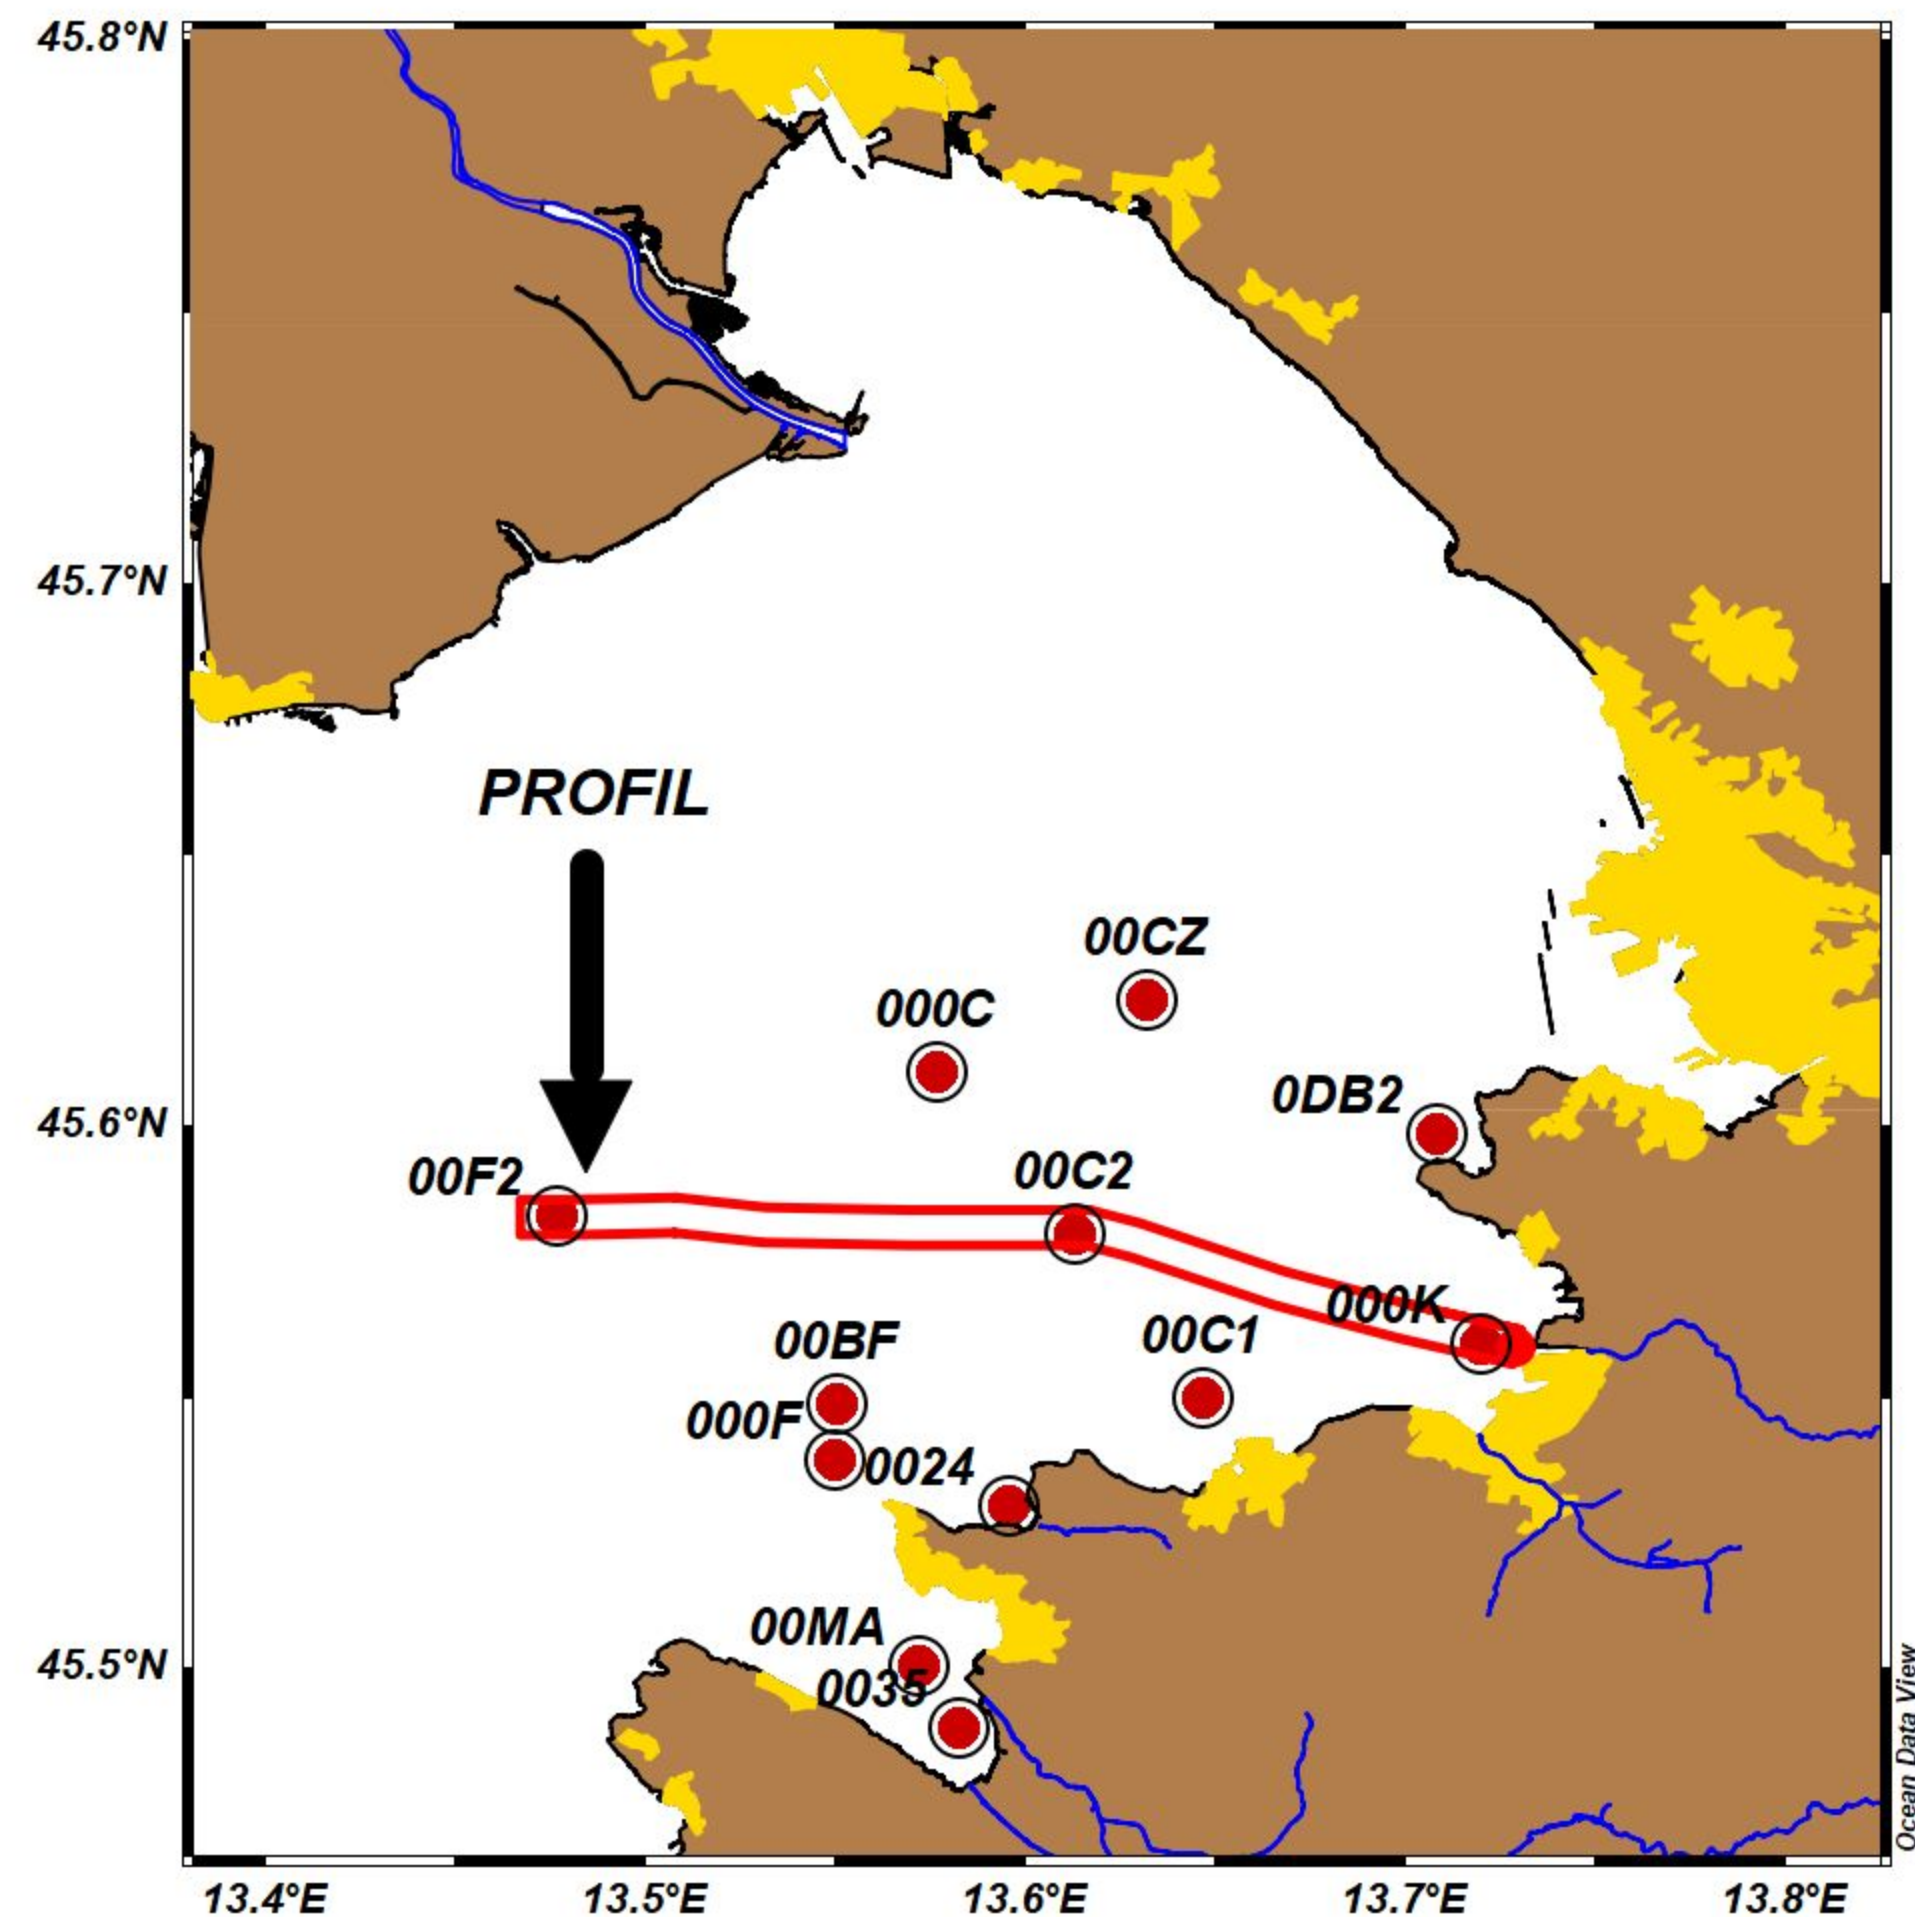 45.8°N
45.7°N
PROFIL
00CZ
000C
0DB2
45.6°N
00F2
00C2
000K
00BF
00C1
000F
0024
00MA
45.5°N
0035
Ocean Data View
13.4°E 13.5°E 13.6°E 13.7°E 13.8°E